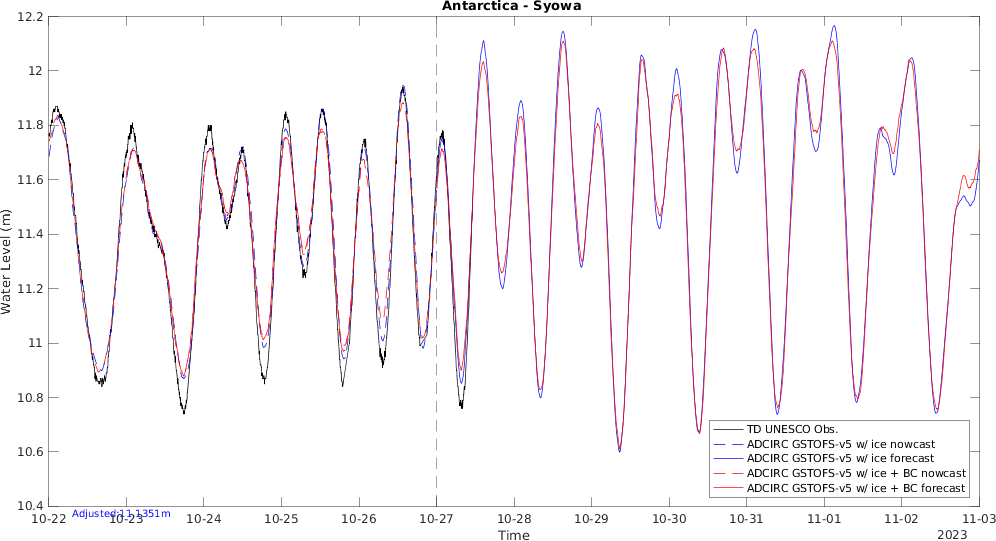 Antarctica - Syowa
Water Level (m)
12.2
12
11.8
11.6
11.4
11.2
11
10.8
10.6
10.4
TD UNESCO Obs.
ADCIRC GSTOFS-v5 w/ ice nowcast
ADCIRC GSTOFS-v5 w/ ice forecast
ADCIRC GSTOFS-v5 w/ ice + BC nowcast
ADCIRC GSTOFS-v5 w/ ice + BC forecast
Adjusted:11.1351m
10-22 10-23 10-24 10-25 10-26 10-27 10-28 10-29 10-30 10-31 11-01 11-02 11-03
Time
2023